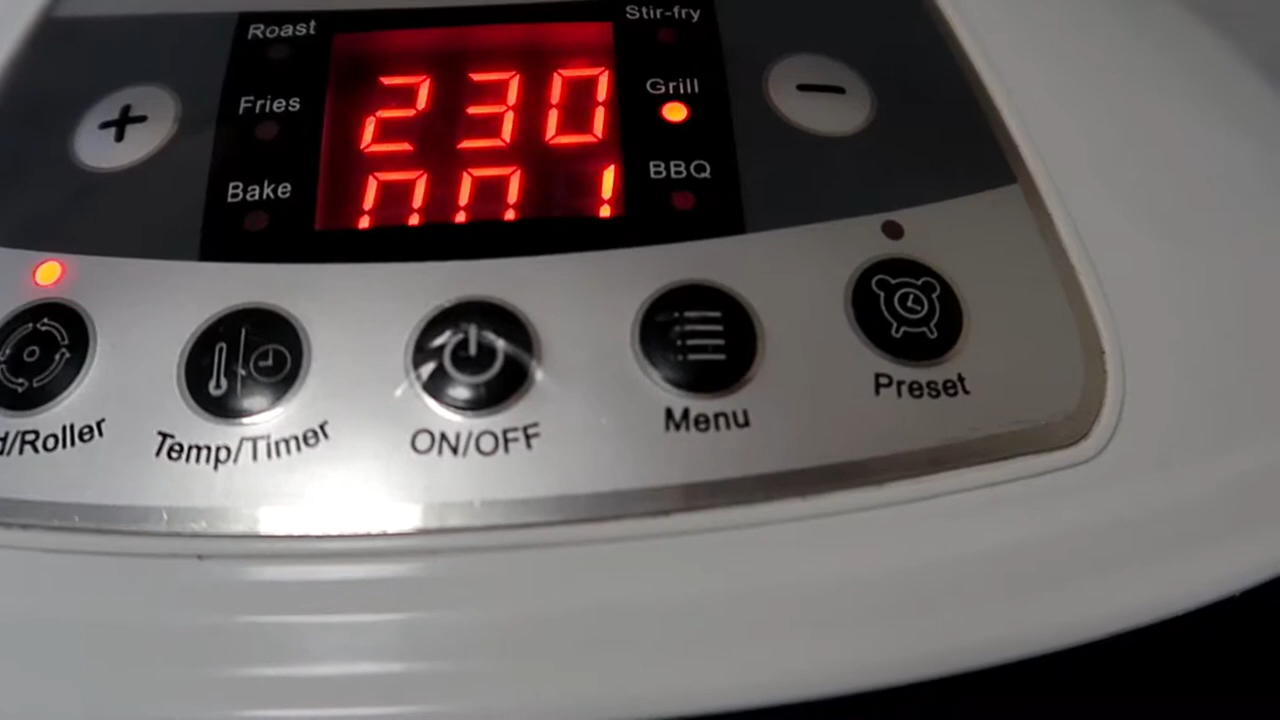 Roast
Fries
Bake
230
Stir-fry
Grill
BBQ
/Roller
Temp/Timer
ON/OFF
Menu
Preset